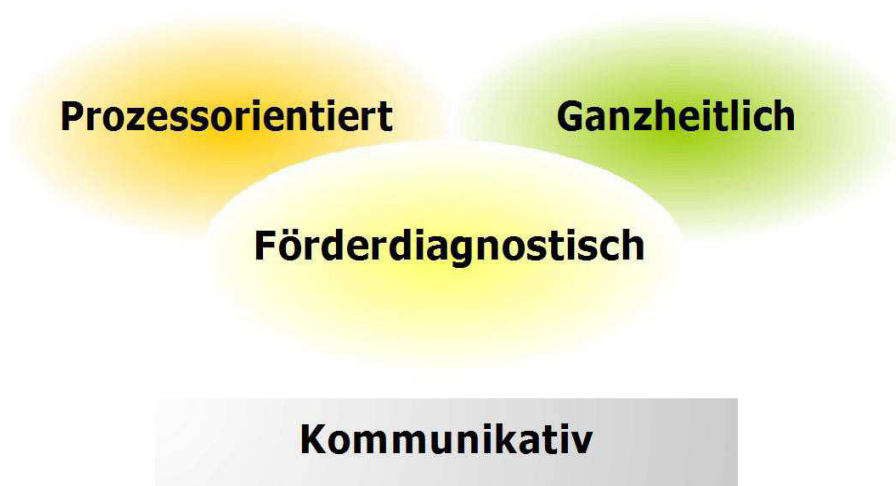 Prozessorientiert
Ganzheitlich
Förderdiagnostisch
Kommunikativ